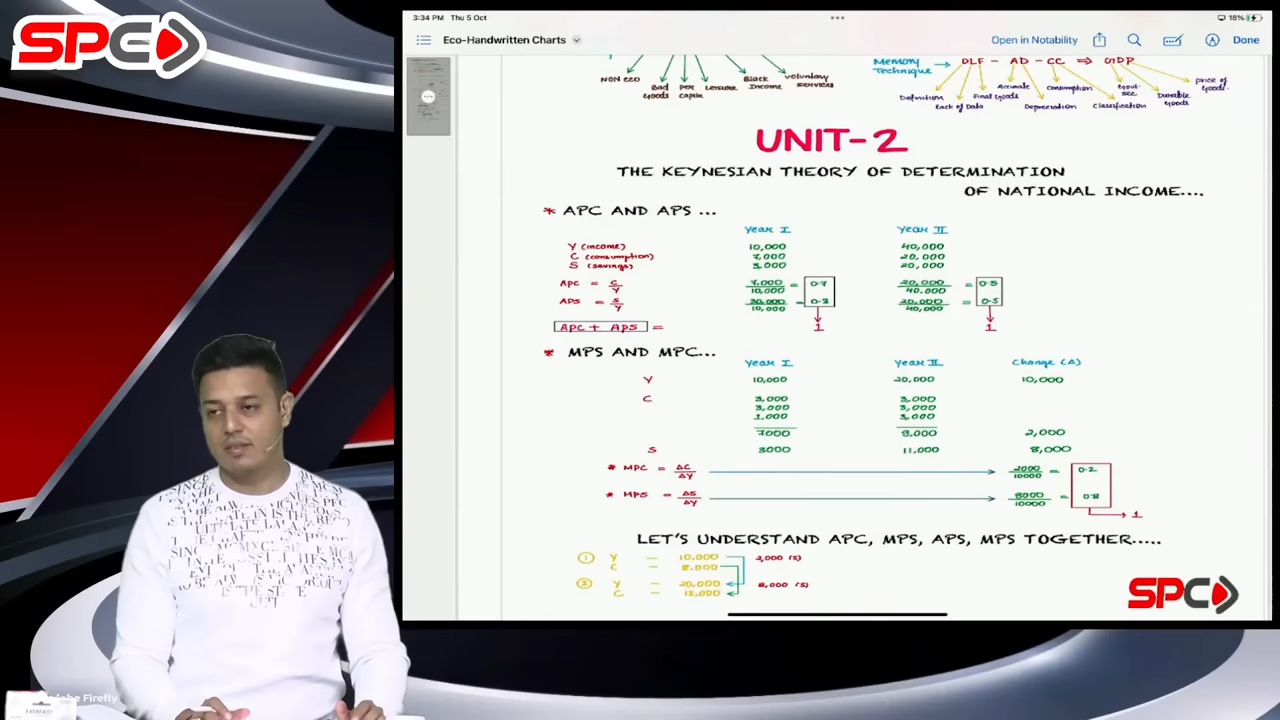 SPC
3:34 PM Thu 5 Oct
18%
Eco-Handwritten Charts
Open in Notability
Done
NON ECO
Bad Goods
Per Capita
Leisure
Black Income
Voluntary Services
Memory Technique
DLF - AD - CC ⇒ GDP
Definition
Lack of Data
Final Goods
Accurate
Depreciation
Consumption
Classification
Govt. Sec
Durable Goods
Price of Goods
UNIT-2
THE KEYNESIAN THEORY OF DETERMINATION
OF NATIONAL INCOME....
* APC AND APS ...
Year I Year II
Y (income) 10,000 40,000
C (consumption) 7,000 20,000
S (savings) 3,000 20,000
APC = C/Y 7,000/10,000 = 0.7 20,000/40,000 = 0.5
APS = S/Y 30,000/10,000 = 0.3 20,000/40,000 = 0.5
APC + APS = 1 1
* MPS AND MPC...
Year I Year II Change (Δ)
Y 10,000 20,000 10,000
C 3,000 3,000
3,000 3,000
1,000 3,000
7000 9,000 2,000
S 3000 11,000 8,000
* MPC = ΔC/ΔY 2000/10000 = 0.2
* MPS = ΔS/ΔY 8000/10000 = 0.8
1
LET'S UNDERSTAND APC, MPS, APS, MPS TOGETHER.....
① Y - 10,000 2,000 (S)
C - 8,000
② Y - 20,000 8,000 (S)
C - 12,000
SPC
Firefly